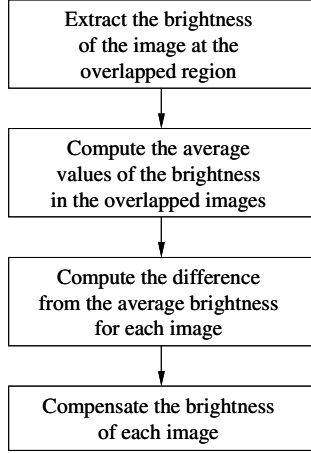 Extract the brightness
of the image at the
overlapped region
Compute the average
values of the brightness
in the overlapped images
Compute the difference
from the average brightness
for each image
Compensate the brightness
of each image